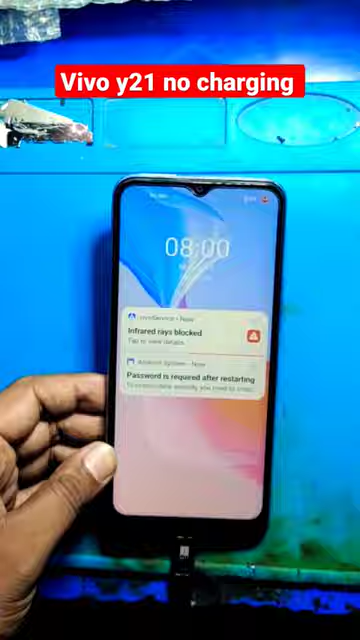 Vivo y21 no charging
08:00
Now
Infrared rays blocked
Tap to view details
Android System • Now
Password is required after restarting